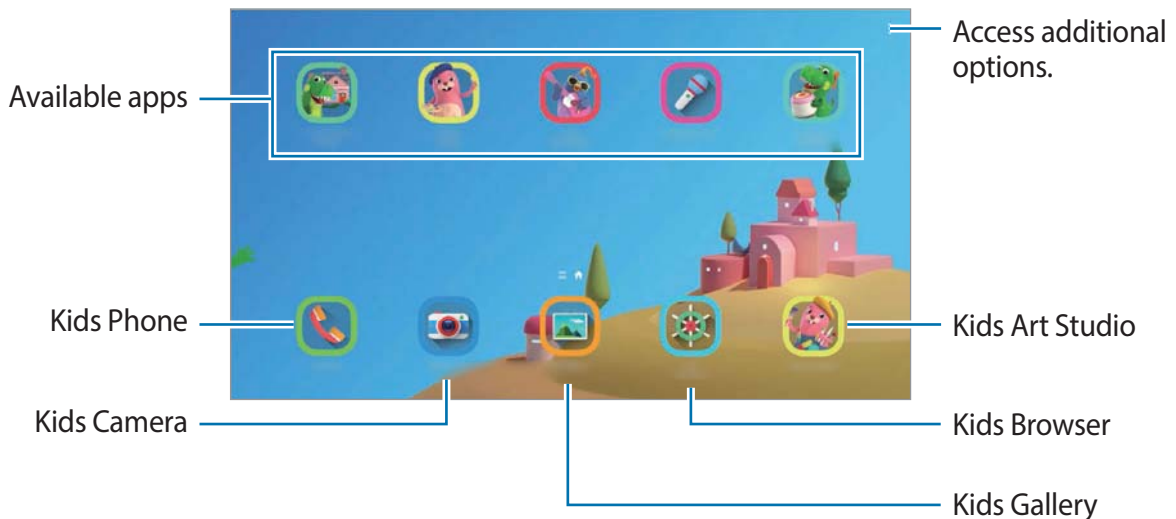 Access additional
options.
Available apps
Kids Phone
Kids Art Studio
Kids Camera
Kids Browser
Kids Gallery